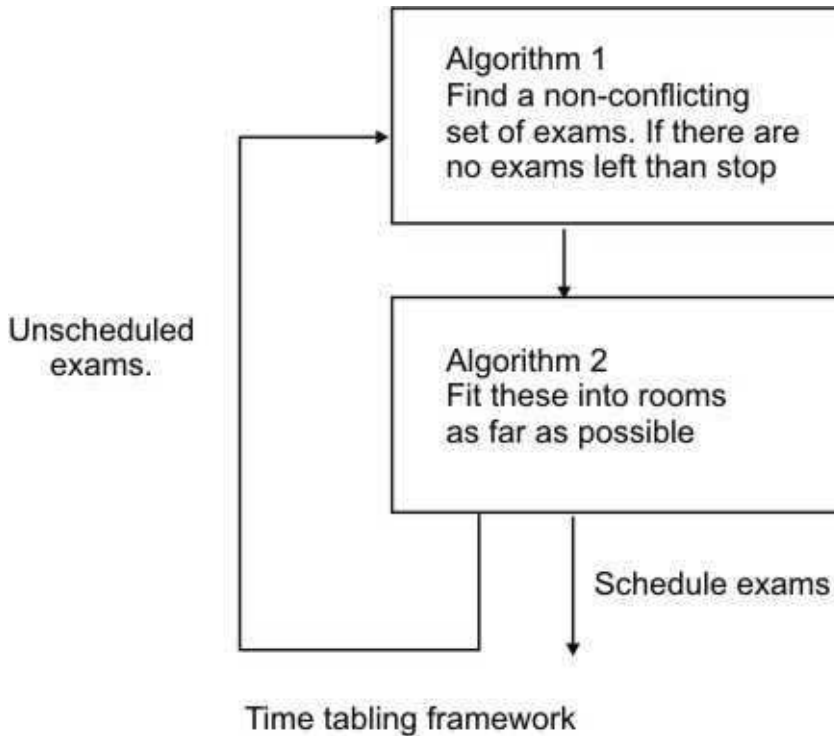 Algorithm 1
Find a non-conflicting
set of exams. If there are
no exams left than stop
Unscheduled
exams.
Algorithm 2
Fit these into rooms
as far as possible
Schedule exams
Time tabling framework